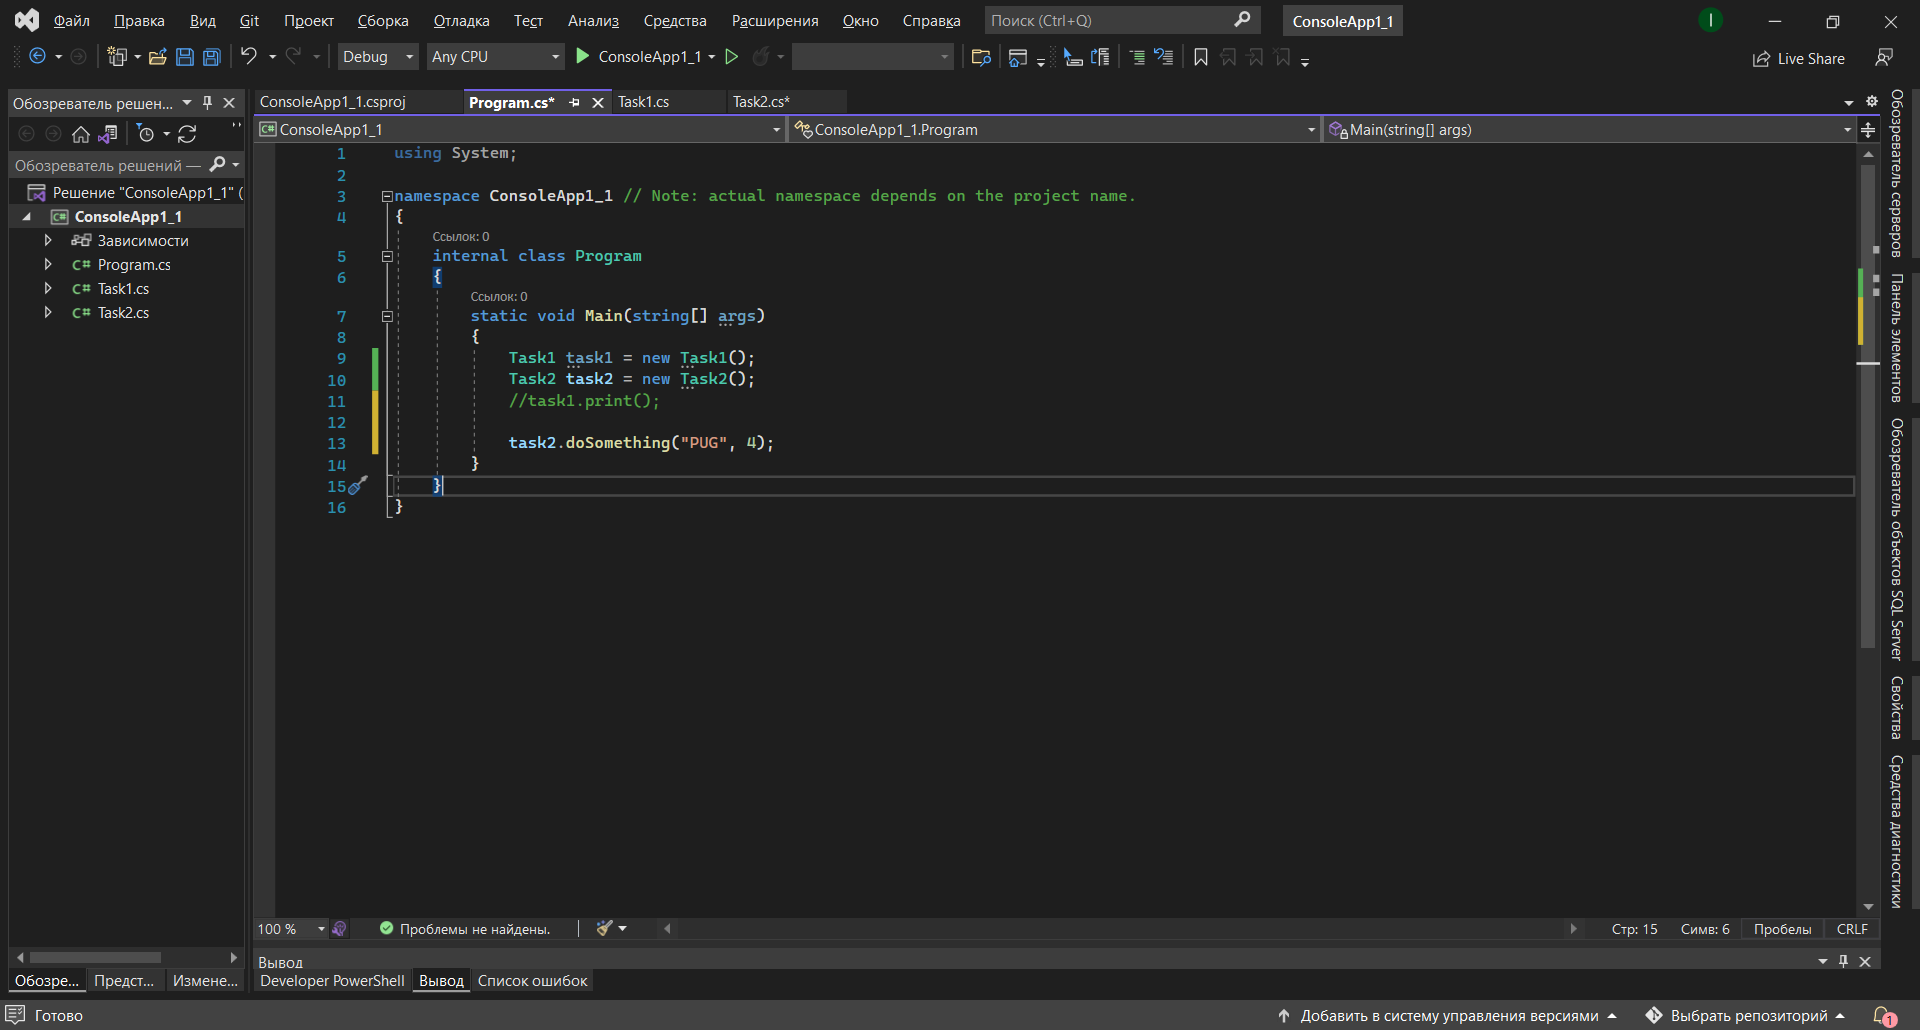 Файл Правка Вид Git Проект Сборка Отладка Тест Анализ Средства Расширения Окно Справка Поиск (Ctrl+Q) ConsoleApp1_1 I
Debug Any CPU ConsoleApp1_1 Live Share
Обозреватель решен...
Обозреватель решений —
Решение "ConsoleApp1_1" (
ConsoleApp1_1
Зависимости
C# Program.cs
C# Task1.cs
C# Task2.cs
Обозре... Предст... Измене...
ConsoleApp1_1.csproj Program.cs* Task1.cs Task2.cs*
C# ConsoleApp1_1 ConsoleApp1_1.Program Main(string[] args)
1 using System;
2
3 namespace ConsoleApp1_1 // Note: actual namespace depends on the project name.
4 {
Ссылок: 0
5 internal class Program
6 {
Ссылок: 0
7 static void Main(string[] args)
8 {
9 Task1 task1 = new Task1();
10 Task2 task2 = new Task2();
11 //task1.print();
12
13 task2.doSomething("PUG", 4);
14 }
15 }
16 }
100 % Проблемы не найдены. Стр: 15 Симв: 6 Пробелы CRLF
Вывод
Developer PowerShell Вывод Список ошибок
Обозреватель серверов
Панель элементов
Обозреватель объектов SQL Server
Свойства
Средства диагностики
Готово Добавить в систему управления версиями Выбрать репозиторий 1